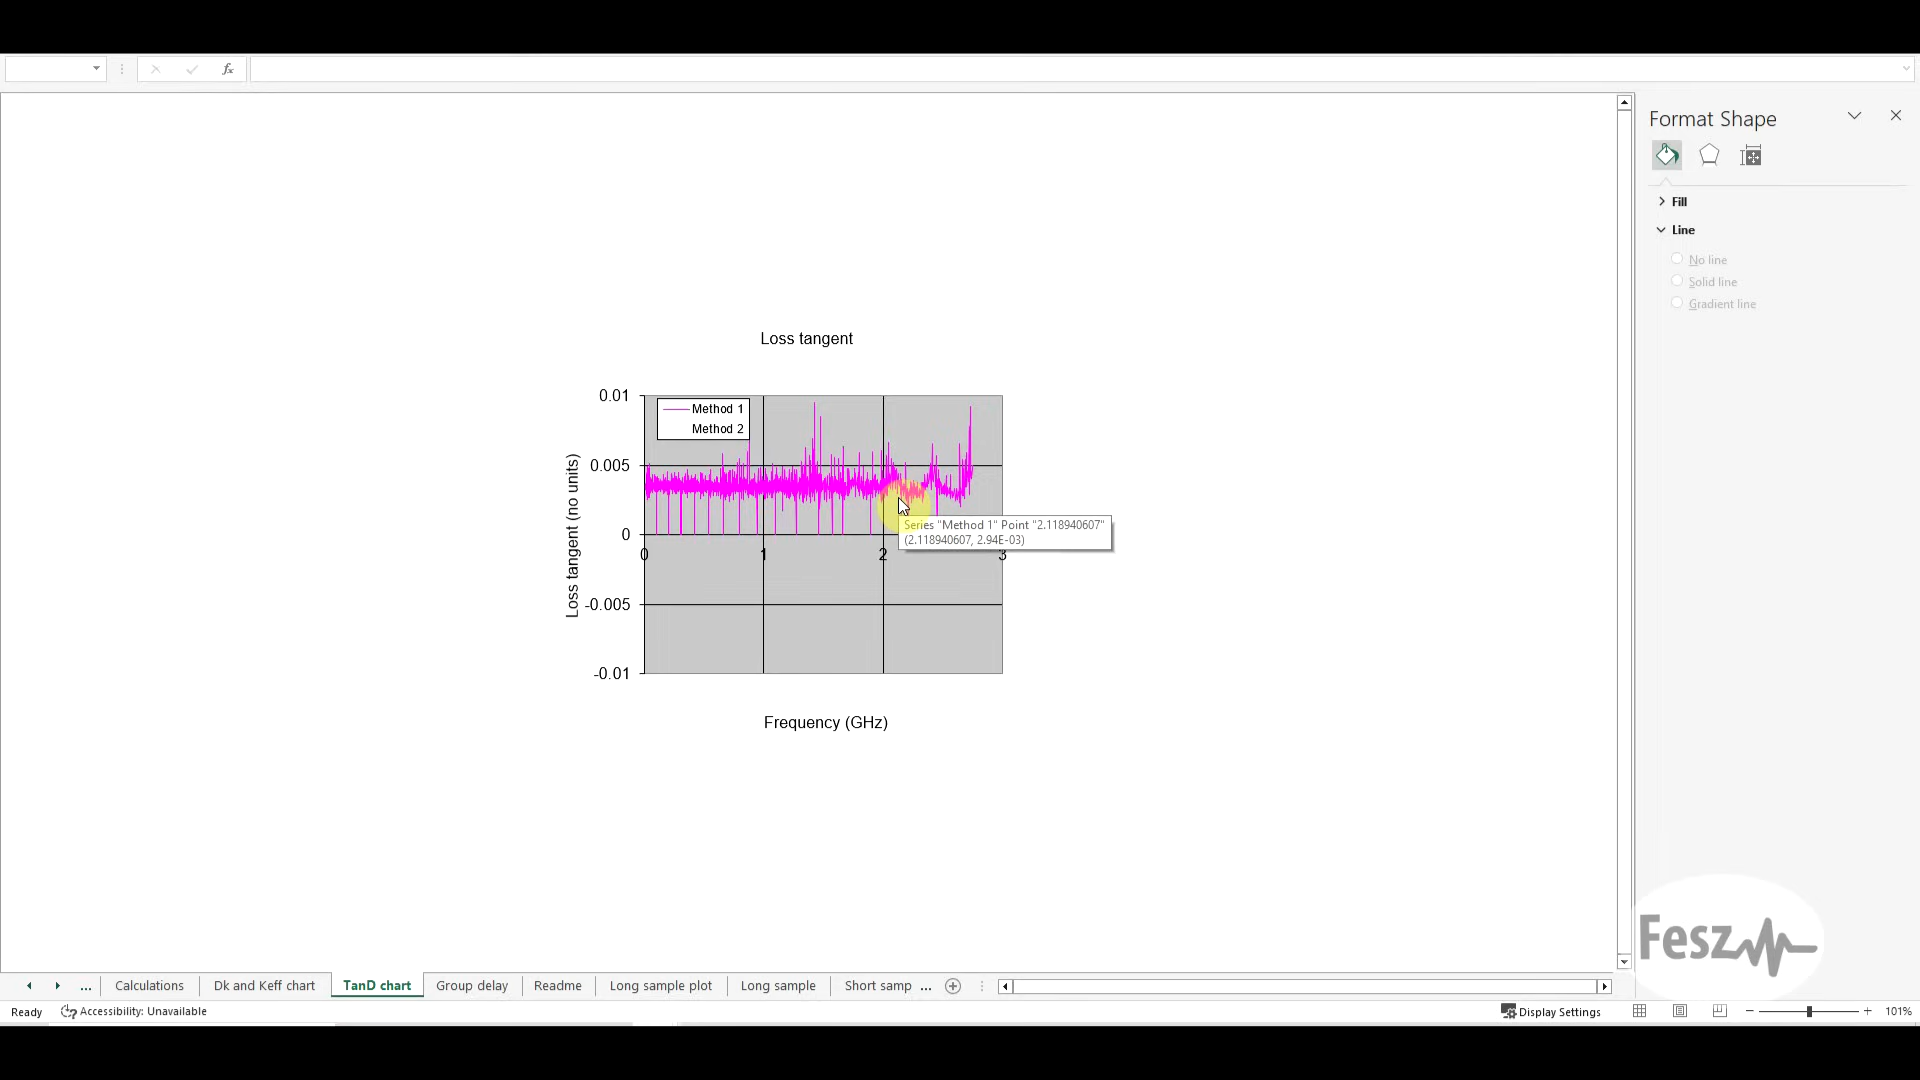 fx
Format Shape
Fill
Line
No line
Solid line
Gradient line
Loss tangent
0.01
Method 1
Method 2
0.005
0
Series "Method 1" Point "2.118940607"
(2.118940607, 2.94E-03)
0
1
2
3
-0.005
-0.01
Loss tangent (no units)
Frequency (GHz)
Fesz
... Calculations Dk and Keff chart TanD chart Group delay Readme Long sample plot Long sample Short samp ...
Ready Accessibility: Unavailable Display Settings 101%